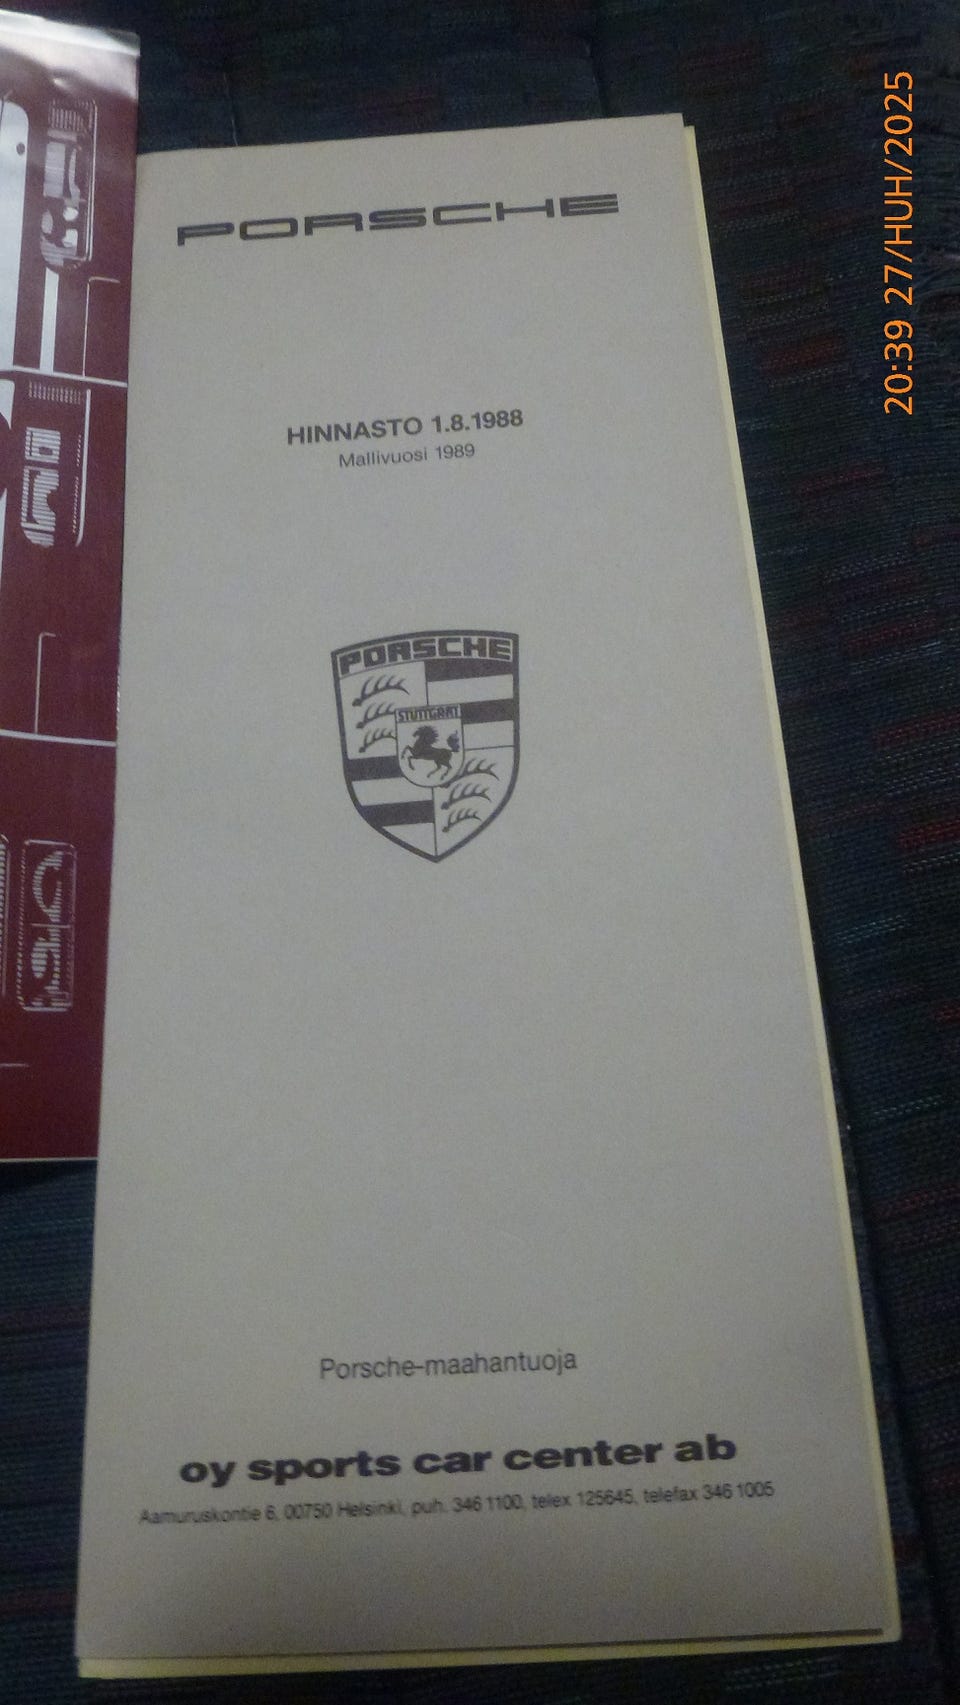 PORSCHE
HINNASTO 1.8.1988
Mallivuosi 1989
PORSCHE
STUTTGART
Porsche-maahantuoja
oy sports car center ab
Aamuruskontie 6, 00750 Helsinki, puh. 346 1100, telex 125645, telefax 346 1005
20:39 27/HUH/2025